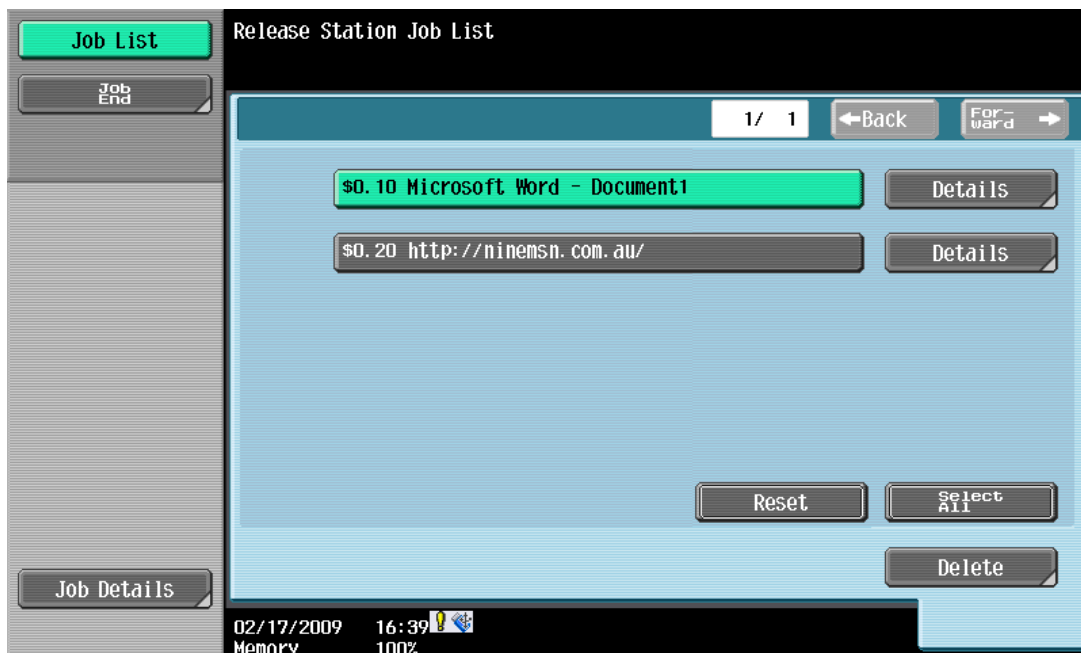 Job List
Release Station Job List
Job
End
1/ 1
←Back
For-
ward →
$0.10 Microsoft Word - Document1
Details
$0.20 http://ninemsn.com.au/
Details
Reset
Select
All
Delete
Job Details
02/17/2009 16:39
Memory 100%